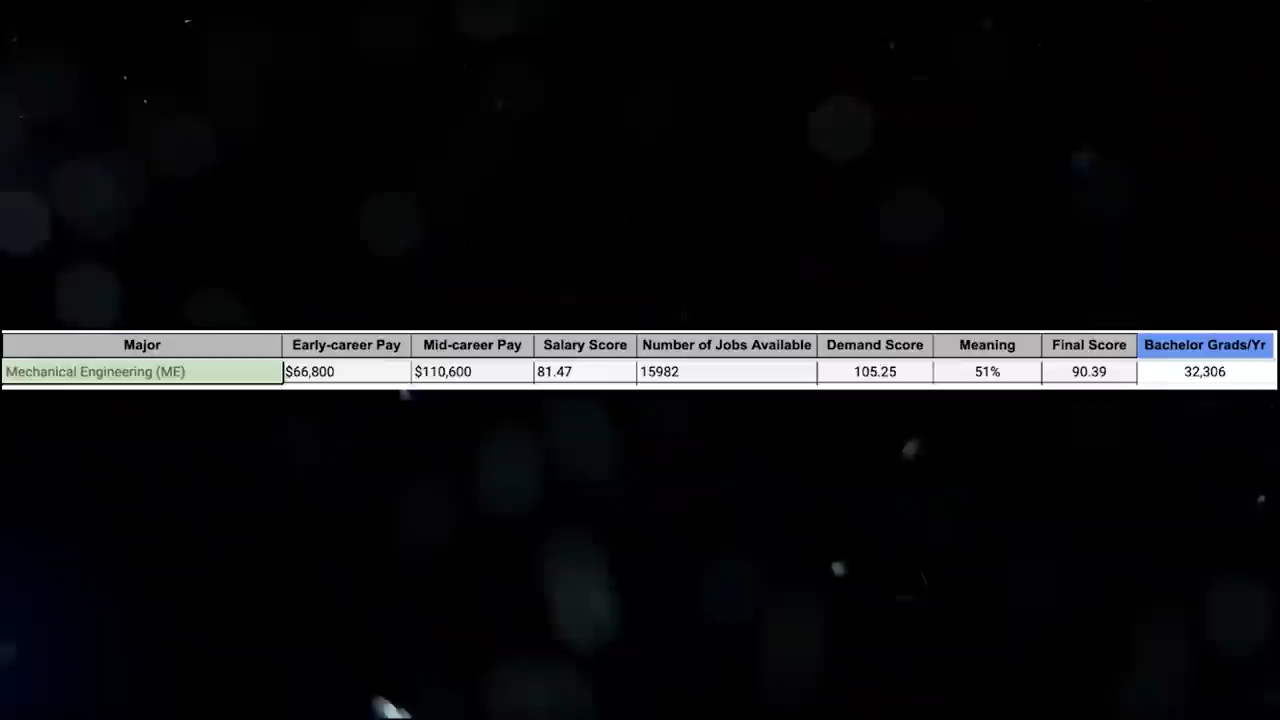 Major Early-career Pay Mid-career Pay Salary Score Number of Jobs Available Demand Score Meaning Final Score Bachelor Grads/Yr
Mechanical Engineering (ME) $66,800 $110,600 81.47 15982 105.25 51% 90.39 32,306